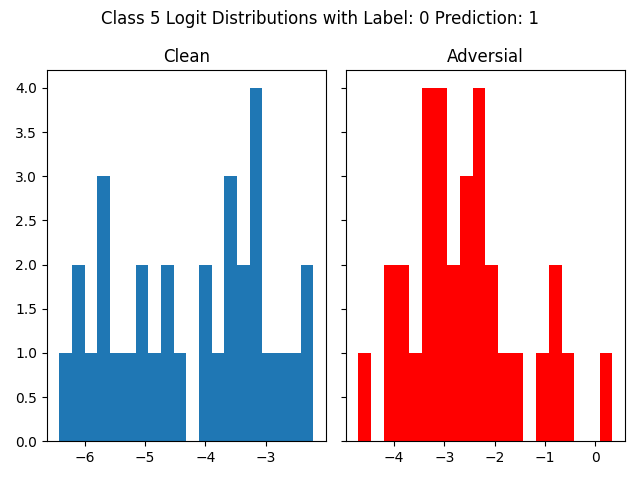 Class 5 Logit Distributions with Label: 0 Prediction: 1
Clean
Adversial
4.0
3.5
3.0
2.5
2.0
1.5
1.0
0.5
0.0
−6 −5 −4 −3
−4 −3 −2 −1 0